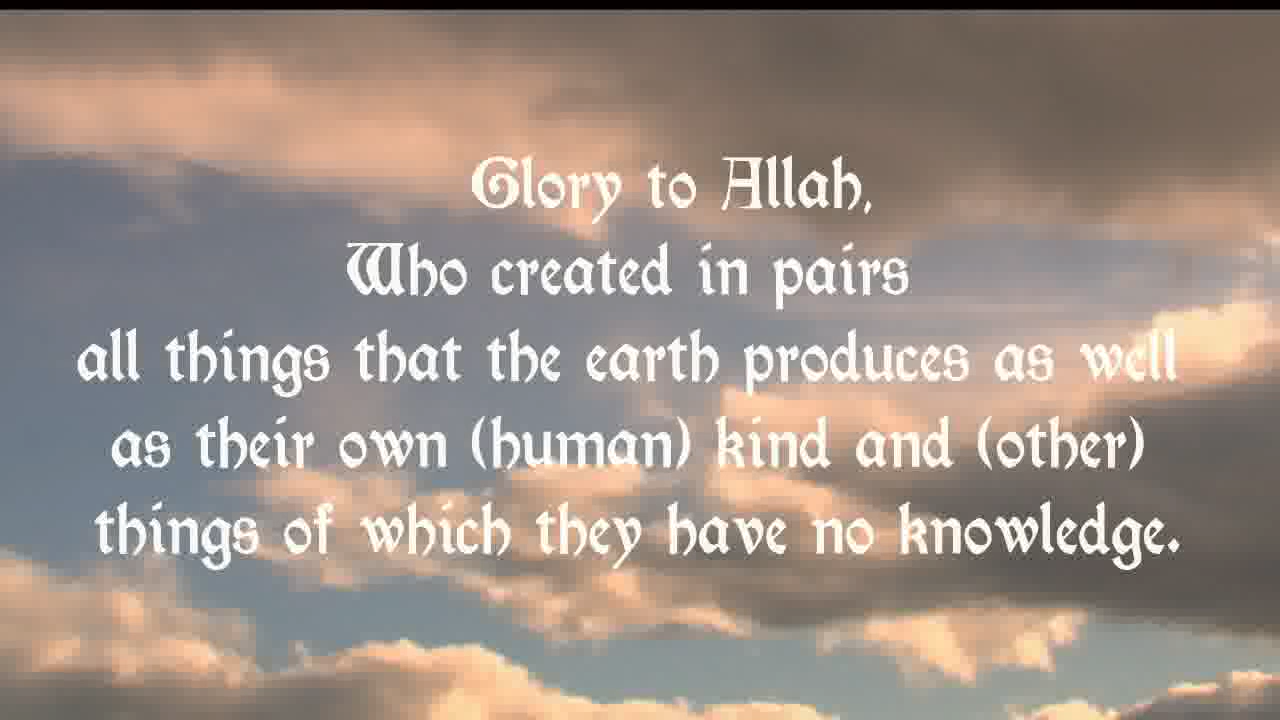 Glory to Allah,
Who created in pairs
all things that the earth produces as well
as their own (human) kind and (other)
things of which they have no knowledge.